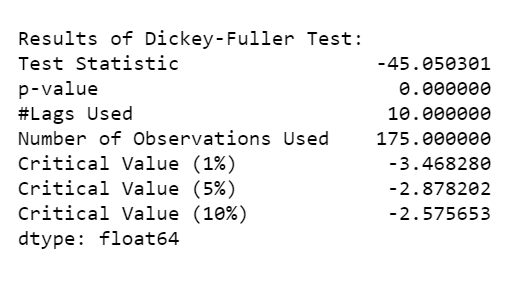 Results of Dickey-Fuller Test:
Test Statistic                 -45.050301
p-value                          0.000000
#Lags Used                      10.000000
Number of Observations Used    175.000000
Critical Value (1%)             -3.468280
Critical Value (5%)             -2.878202
Critical Value (10%)            -2.575653
dtype: float64